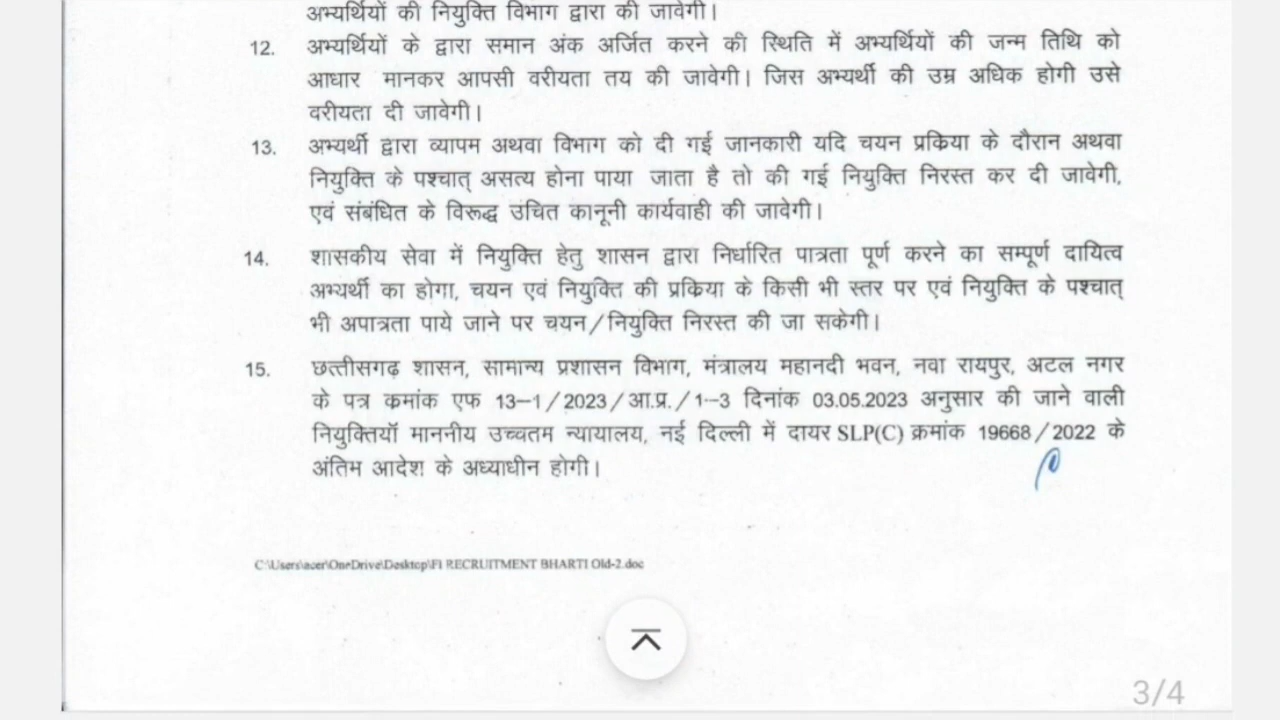 अभ्यर्थियों की नियुक्ति विभाग द्वारा की जावेगी।
12. अभ्यर्थियों के द्वारा समान अंक अर्जित करने की स्थिति में अभ्यर्थियों की जन्म तिथि को
आधार मानकर आपसी वरीयता तय की जावेगी। जिस अभ्यर्थी की उम्र अधिक होगी उसे
वरीयता दी जावेगी।
13. अभ्यर्थी द्वारा व्यापम अथवा विभाग को दी गई जानकारी यदि चयन प्रक्रिया के दौरान अथवा
नियुक्ति के पश्चात् असत्य होना पाया जाता है तो की गई नियुक्ति निरस्त कर दी जावेगी,
एवं संबंधित के विरूद्ध उचित कानूनी कार्यवाही की जावेगी।
14. शासकीय सेवा में नियुक्ति हेतु शासन द्वारा निर्धारित पात्रता पूर्ण करने का सम्पूर्ण दायित्व
अभ्यर्थी का होगा, चयन एवं नियुक्ति की प्रक्रिया के किसी भी स्तर पर एवं नियुक्ति के पश्चात्
भी अपात्रता पाये जाने पर चयन/नियुक्ति निरस्त की जा सकेगी।
15. छत्तीसगढ़ शासन, सामान्य प्रशासन विभाग, मंत्रालय महानदी भवन, नवा रायपुर, अटल नगर
के पत्र क्रमांक एफ 13–1/2023/आ.प्र./1–3 दिनांक 03.05.2023 अनुसार की जाने वाली
नियुक्तियॉ माननीय उच्चतम न्यायालय, नई दिल्ली में दायर SLP(C) क्रमांक 19668/2022 के
अंतिम आदेश के अध्याधीन होगी।
C:\Users\acer\OneDrive\Desktop\FI RECRUITMENT BHARTI Old-2.doc
3/4